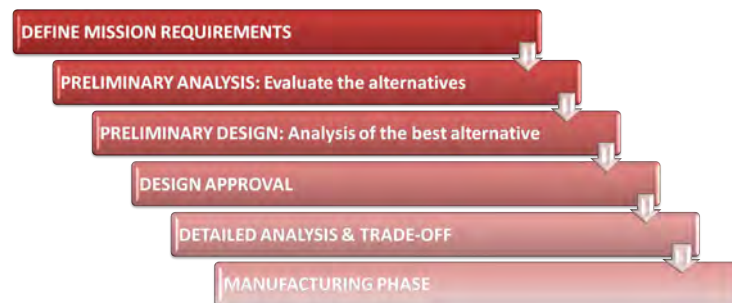 DEFINE MISSION REQUIREMENTS
PRELIMINARY ANALYSIS: Evaluate the alternatives
PRELIMINARY DESIGN: Analysis of the best alternative
DESIGN APPROVAL
DETAILED ANALYSIS & TRADE-OFF
MANUFACTURING PHASE